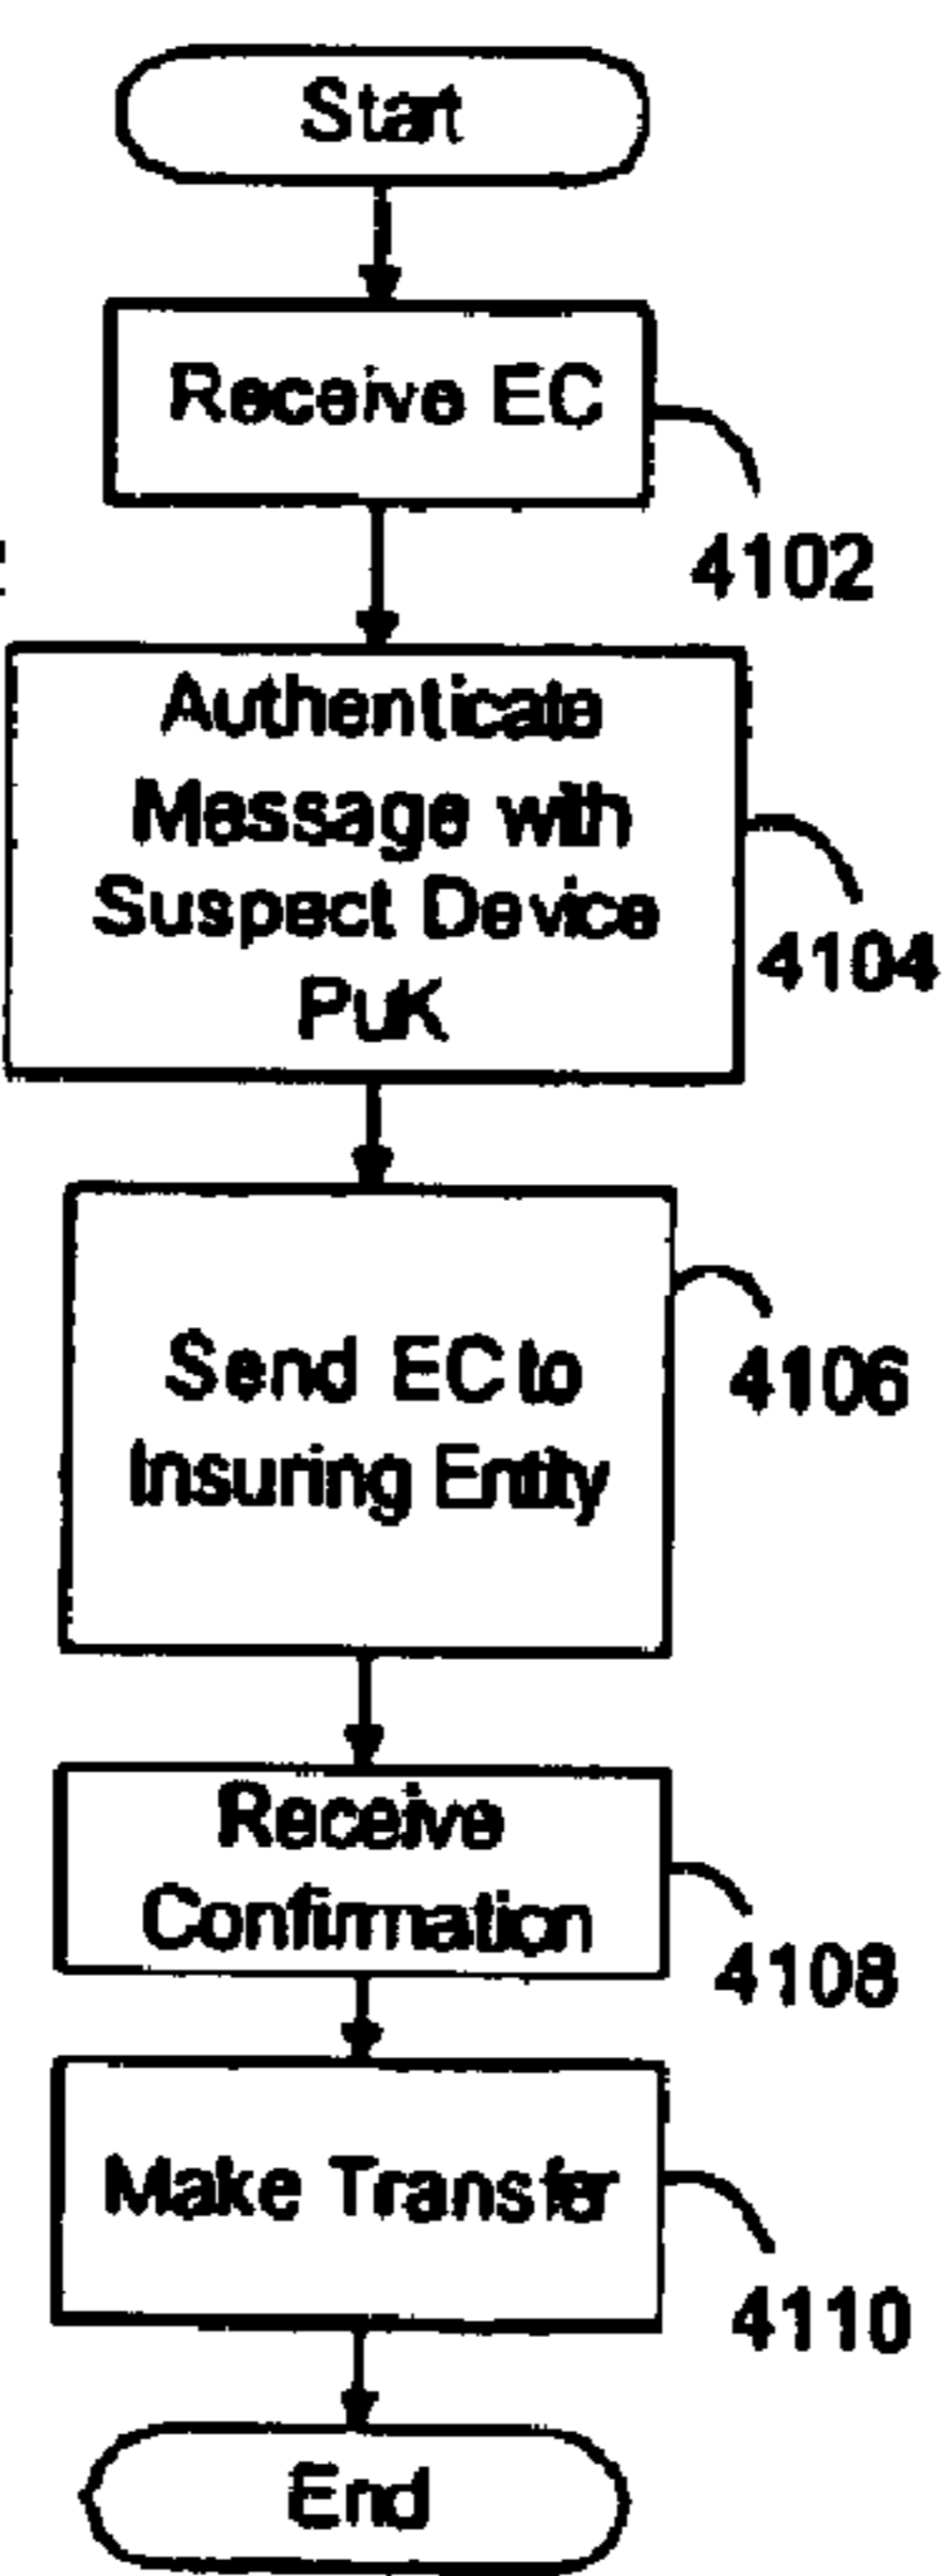 Start
Receive EC
4102
Authenticate
Message with
Suspect Device
PuK
4104
Send EC to
Insuring Entity
4106
Receive
Confirmation
4108
Make Transfer
4110
End